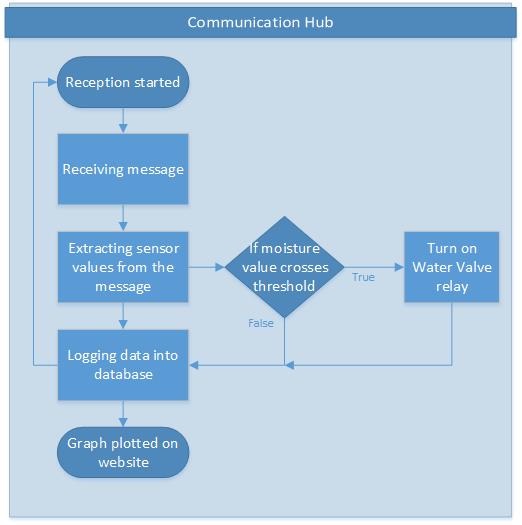 Communication Hub
Reception started
Receiving message
Extracting sensor
values from the
message
If moisture
value crosses
threshold
True
Turn on
Water Valve
relay
False
Logging data into
database
Graph plotted on
website